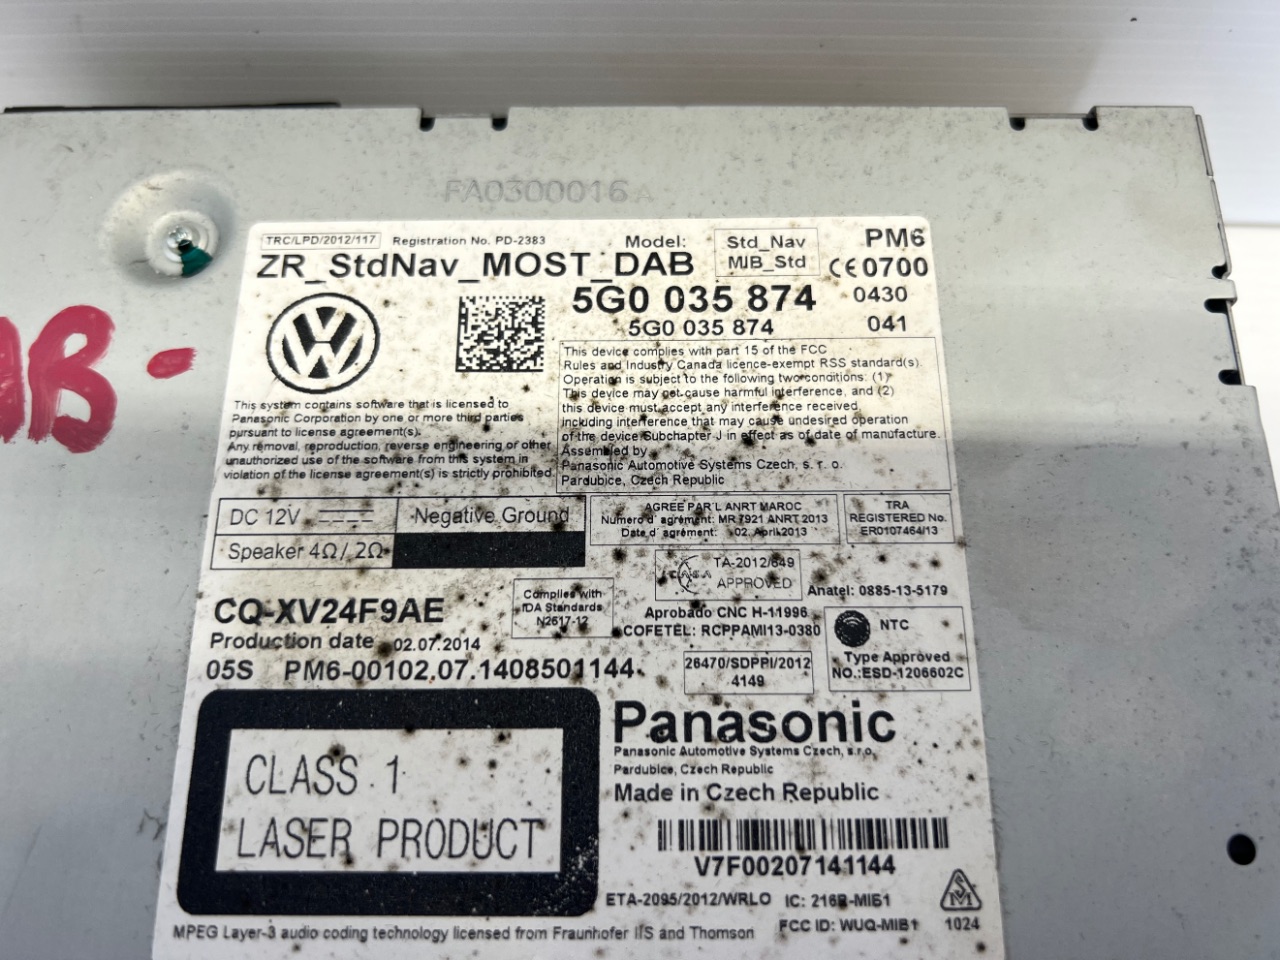 FA0300016A
TRC/LPD/2012/117 Registration No. PD-2383 Model: Std_Nav PM6
MIB_Std
ZR_StdNav_MOST_DAB CE 0700
5G0 035 874 0430
5G0 035 874 041
This device complies with part 15 of the FCC
Rules and Industry Canada licence-exempt RSS standard(s).
Operation is subject to the following two conditions: (1)
This device may not cause harmful interference, and (2)
this device must accept any interference received,
including interference that may cause undesired operation
of the device Subchapter J in effect as of date of manufacture.
Assembled by
Panasonic Automotive Systems Czech, s. r. o.
Pardubice, Czech Republic
This system contains software that is licensed to
Panasonic Corporation by one or more third parties
pursuant to license agreement(s).
Any removal, reproduction, reverse engineering or other
unauthorized use of the software from this system in
violation of the license agreement(s) is strictly prohibited.
DC 12V Negative Ground
Speaker 4Ω/ 2Ω
AGREE PAR L'ANRT MAROC
Numero d'agrément: MR 7921 ANRT 2013
Date d'agrément: 02. April.2013
TRA
REGISTERED No.
ER0107464/13
ICASA TA-2012/649
APPROVED
Anatel: 0885-13-5179
CQ-XV24F9AE
Complies with
IDA Standards
N2517-12
Aprobado CNC H-11996
COFETEL: RCPPAMI13-0380
NTC
Type Approved
NO.:ESD-1206602C
Production date 02.07.2014
05S PM6-00102.07.1408501144
26470/SDPPI/2012
4149
CLASS 1
LASER PRODUCT
Panasonic
Panasonic Automotive Systems Czech, s.r.o.
Pardubice, Czech Republic
Made in Czech Republic
V7F00207141144
ETA-2095/2012/WRLO IC: 216B-MIB1
MPEG Layer-3 audio coding technology licensed from Fraunhofer IIS and Thomson FCC ID: WUQ-MIB1 1024